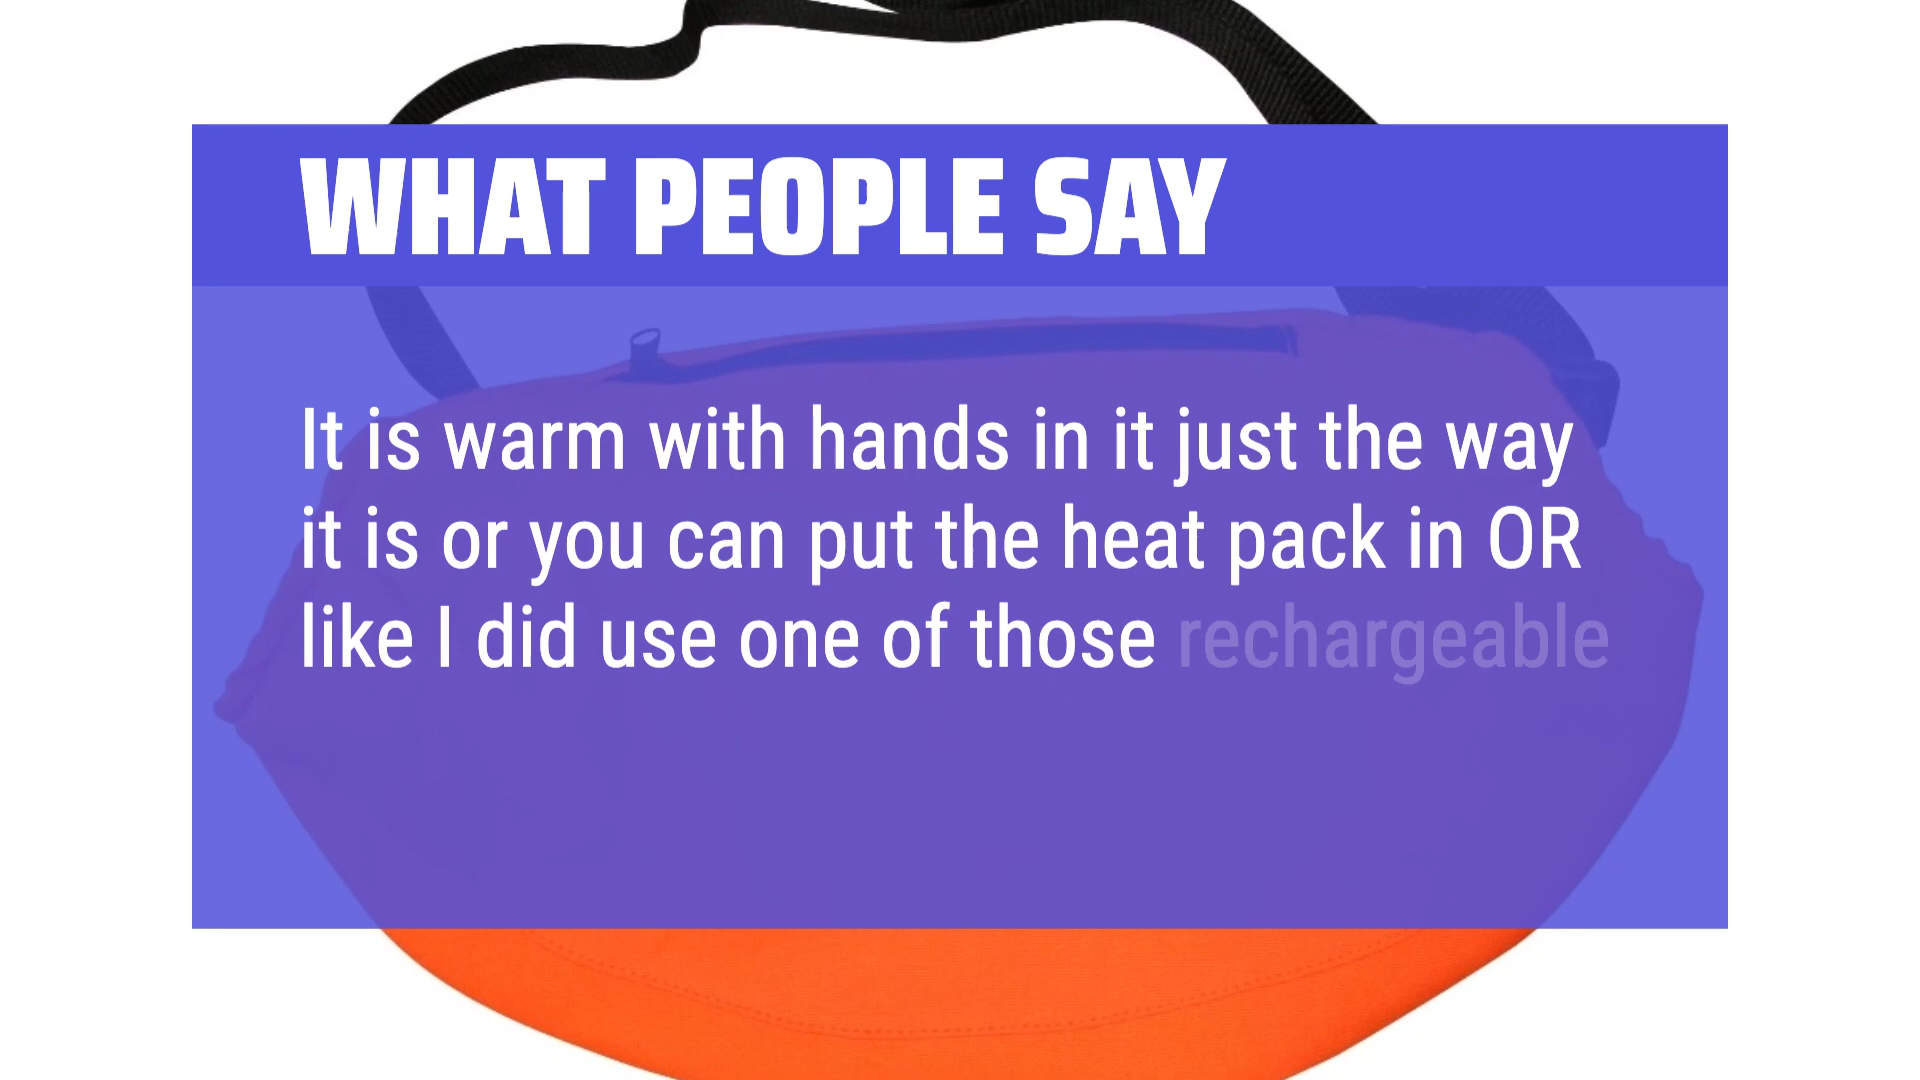 WHAT PEOPLE SAY
It is warm with hands in it just the way
it is or you can put the heat pack in OR
like I did use one of those rechargeable